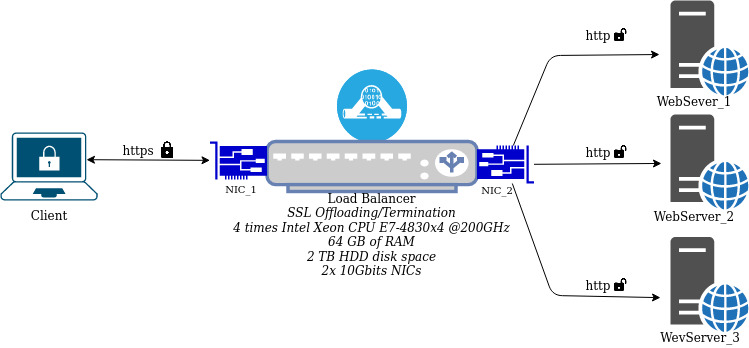 http
WebSever_1
https
NIC_1
NIC_2
http
Client
Load Balancer
SSL Offloading/Termination
4 times Intel Xeon CPU E7-4830x4 @200GHz
64 GB of RAM
2 TB HDD disk space
2x 10Gbits NICs
WebServer_2
http
WevServer_3